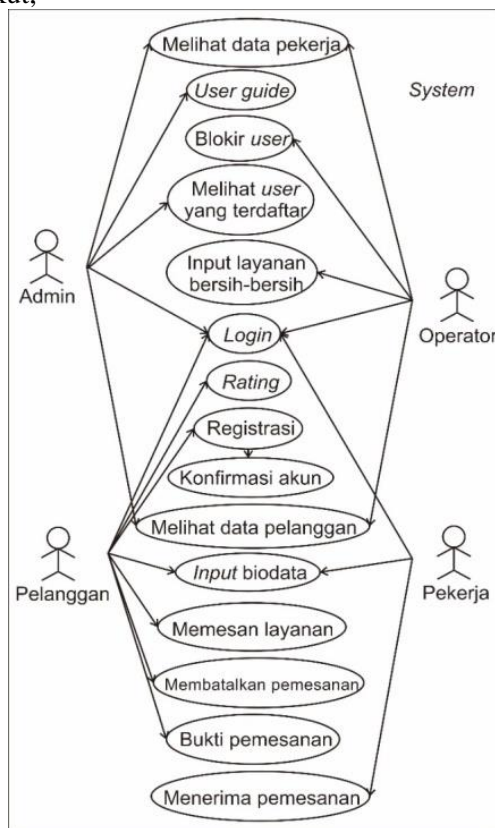 Melihat data pekerja
User guide
System
Blokir user
Melihat user
yang terdaftar
Input layanan
bersih-bersih
Admin
Operator
Login
Rating
Registrasi
Konfirmasi akun
Melihat data pelanggan
Input biodata
Pelanggan
Pekerja
Memesan layanan
Membatalkan pemesanan
Bukti pemesanan
Menerima pemesanan